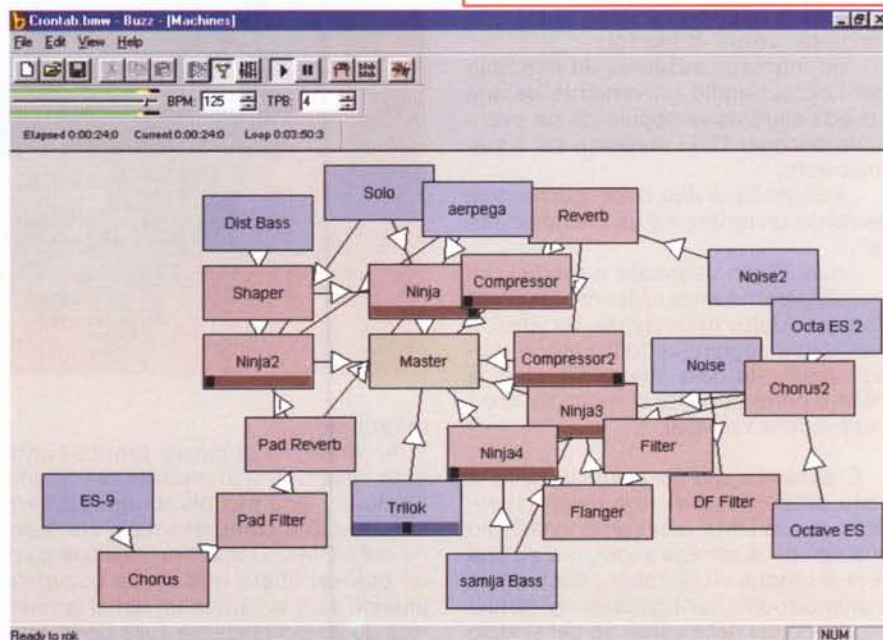 Crontab.bmw - Buzz - [Machines]
File Edit View Help
BPM: 125 TPB: 4
Elapsed 0:00:24:0 Current 0:00:24:0 Loop 0:03:50:3
Solo
aerpega
Reverb
Dist Bass
Noise2
Shaper
Ninja
Compressor
Octa ES 2
Ninja2
Master
Compressor2
Noise
Chorus2
Ninja3
Pad Reverb
Filter
Ninja4
ES-9
Pad Filter
Trilok
Flanger
DF Filter
Octave ES
Chorus
samija Bass
Ready to rok
NUM